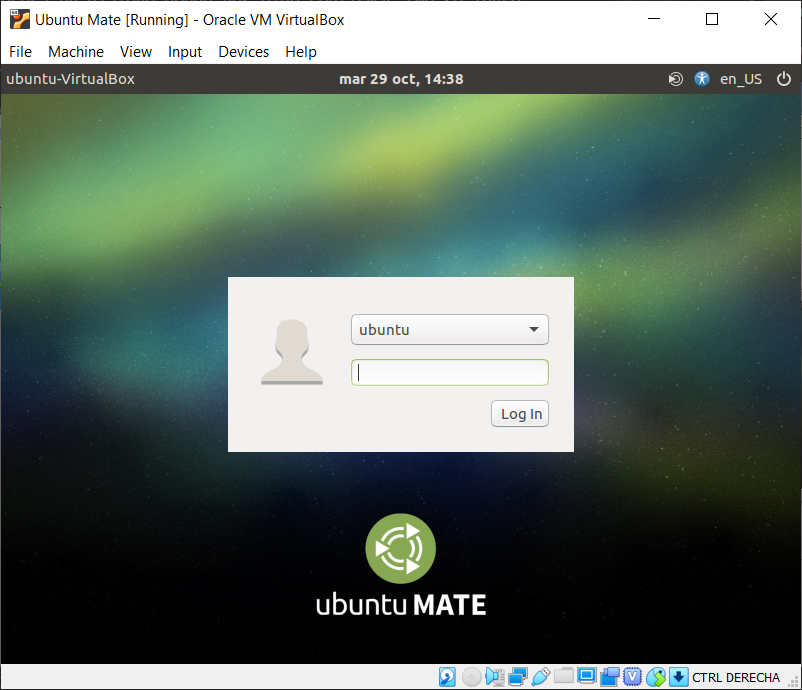 Ubuntu Mate [Running] - Oracle VM VirtualBox
File Machine View Input Devices Help
ubuntu-VirtualBox mar 29 oct, 14:38 en_US
ubuntu
Log In
ubuntu MATE
CTRL DERECHA